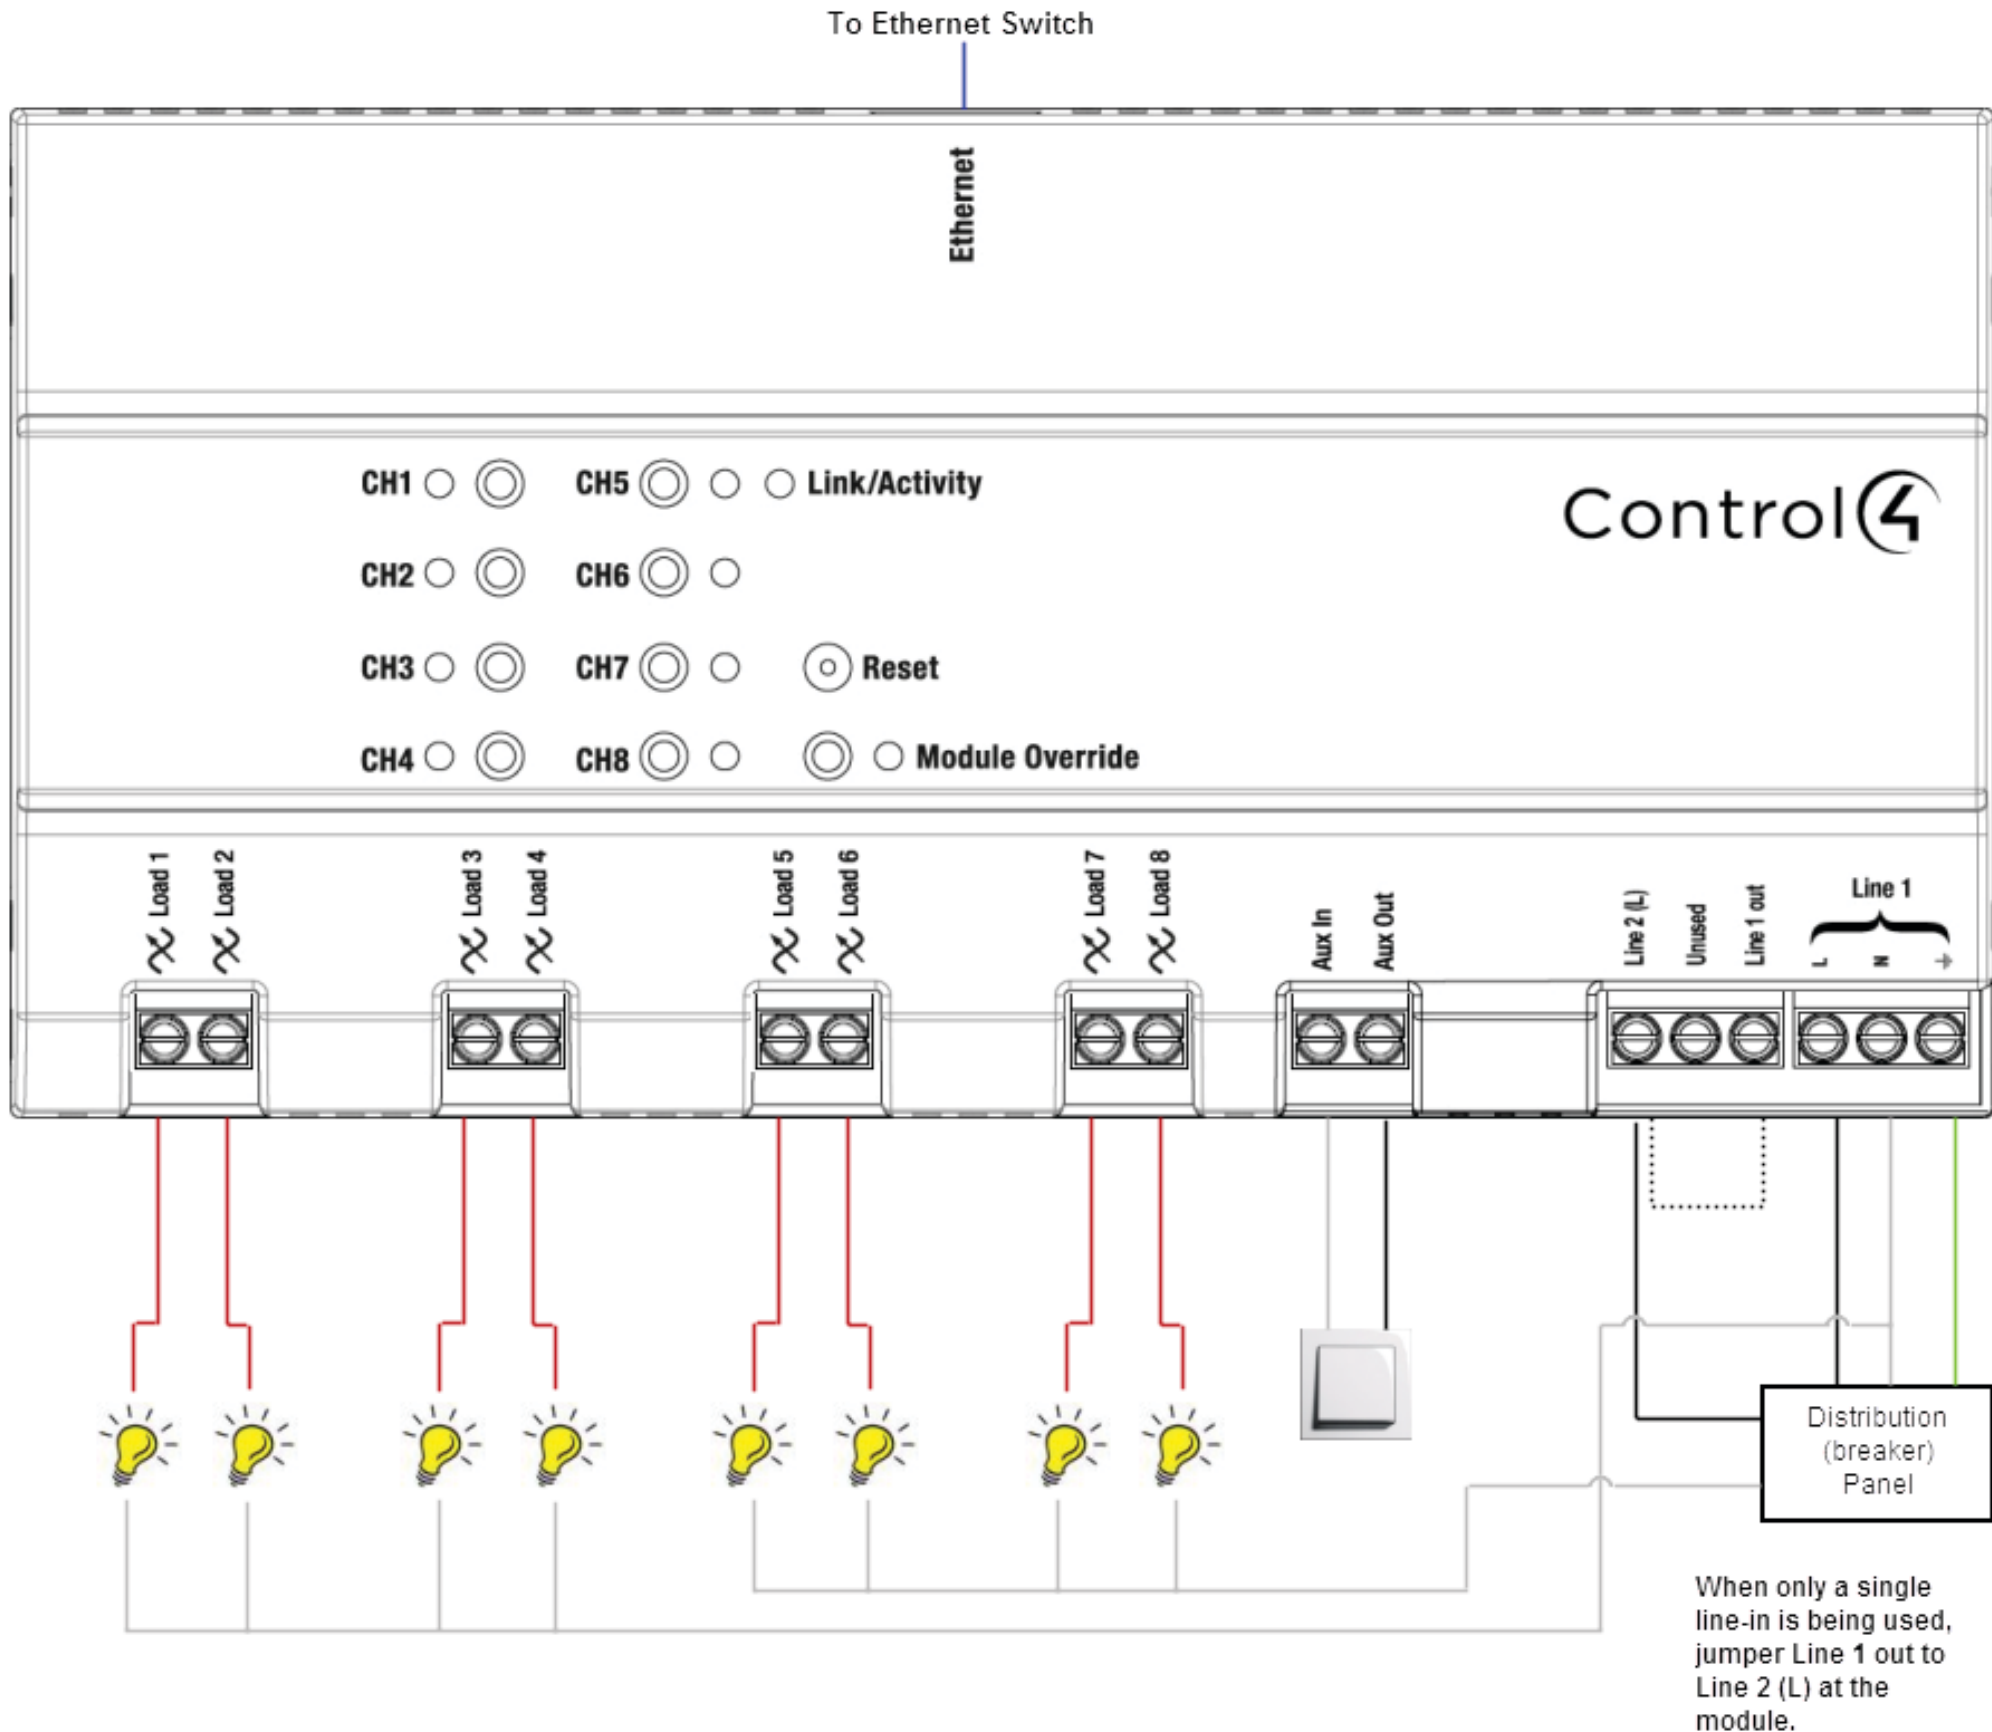 To Ethernet Switch
Ethernet
CH1 CH5 Link/Activity
Control4
CH2 CH6
CH3 CH7 Reset
CH4 CH8 Module Override
Load 1
Load 2
Load 3
Load 4
Load 5
Load 6
Load 7
Load 8
Aux In
Aux Out
Line 2 (L)
Unused
Line 1 out
Line 1
L
N
Distribution
(breaker)
Panel
When only a single
line-in is being used,
jumper Line 1 out to
Line 2 (L) at the
module.